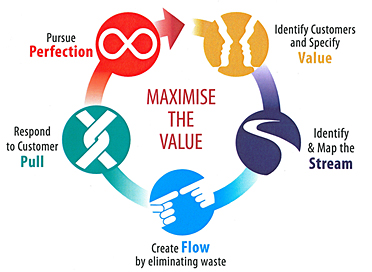 Pursue
Perfection
Identify Customers
and Specify
Value
MAXIMISE
THE
VALUE
Respond
to Customer
Pull
Identify
& Map the
Stream
Create Flow
by eliminating waste